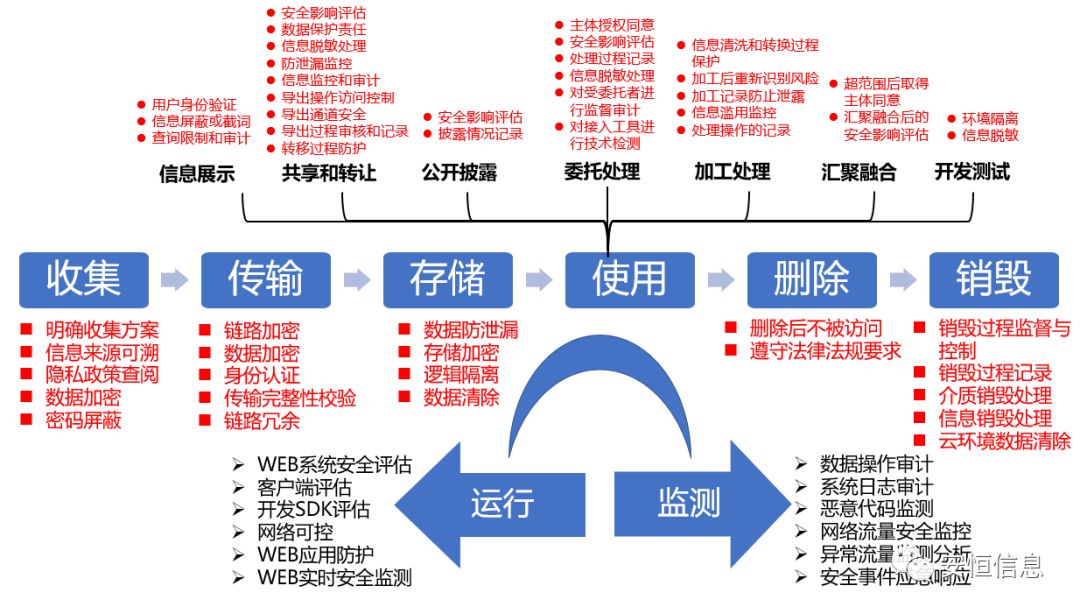 安全影响评估
数据保护责任
信息脱敏处理
防泄漏监控
信息监控和审计
导出操作访问控制
导出通道安全
导出过程审核和记录
转移过程防护
用户身份验证
信息屏蔽或截词
查询限制和审计
安全影响评估
披露情况记录
主体授权同意
安全影响评估
处理过程记录
信息脱敏处理
对受委托者进
行监督审计
对接入工具进
行技术检测
信息清洗和转换过程
保护
加工后重新识别风险
加工记录防止泄露
信息滥用监控
处理操作的记录
超范围后取得
主体同意
汇聚融合后的
安全影响评估
环境隔离
信息脱敏
信息展示 共享和转让 公开披露 委托处理 加工处理 汇聚融合 开发测试
收集 传输 存储 使用 删除 销毁
明确收集方案
信息来源可溯
隐私政策查阅
数据加密
密码屏蔽
链路加密
数据加密
身份认证
传输完整性校验
链路冗余
数据防泄漏
存储加密
逻辑隔离
数据清除
删除后不被访问
遵守法律法规要求
销毁过程监督与
控制
销毁过程记录
介质销毁处理
信息销毁处理
云环境数据清除
WEB系统安全评估
客户端评估
开发SDK评估
网络可控
WEB应用防护
WEB实时安全监测
运行
监测
数据操作审计
系统日志审计
恶意代码监测
网络流量安全监控
异常流量监测分析
安全事件应急响应
安恒信息